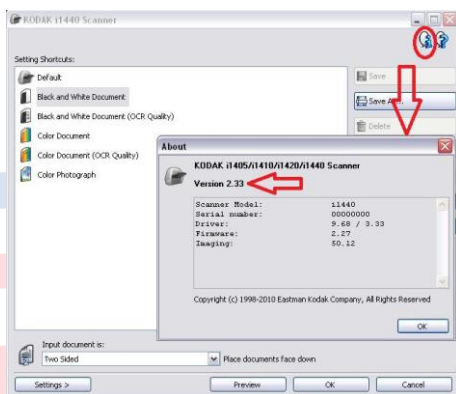 KODAK i1440 Scanner
Setting Shortcuts:
Default
Black and White Document
Black and White Document (OCR Quality)
Color Document
Color Document (OCR Quality)
Color Photograph
Save
Save
Delete
About
KODAK i1405/i1410/i1420/i1440 Scanner
Version 2.33
Scanner Model: i1440
Serial number: 00000000
Driver: 9.68 / 3.33
Firmware: 2.27
Imaging: 50.12
Copyright (c) 1998-2010 Eastman Kodak Company, All Rights Reserved
OK
Input document is:
Two Sided
Place documents face down
Settings >
Preview
OK
Cancel